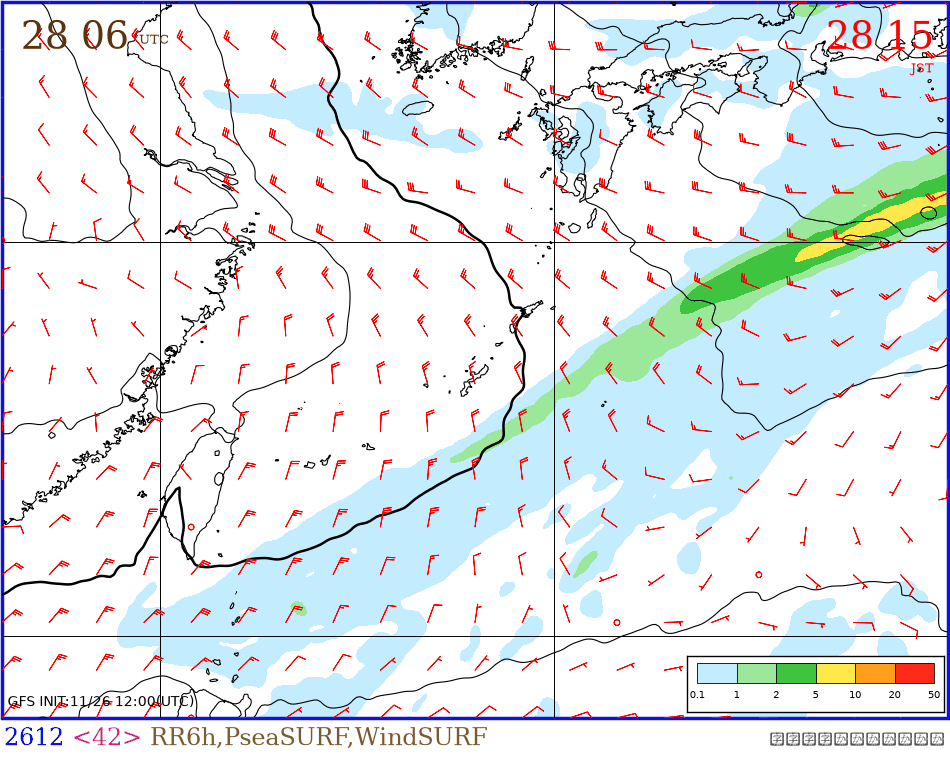 28 06 UTC
28 15
JST
0.1 1 2 5 10 20 50
GFS INIT:11/26 12:00(UTC)
2612 <42> RR6h,PseaSURF,WindSURF